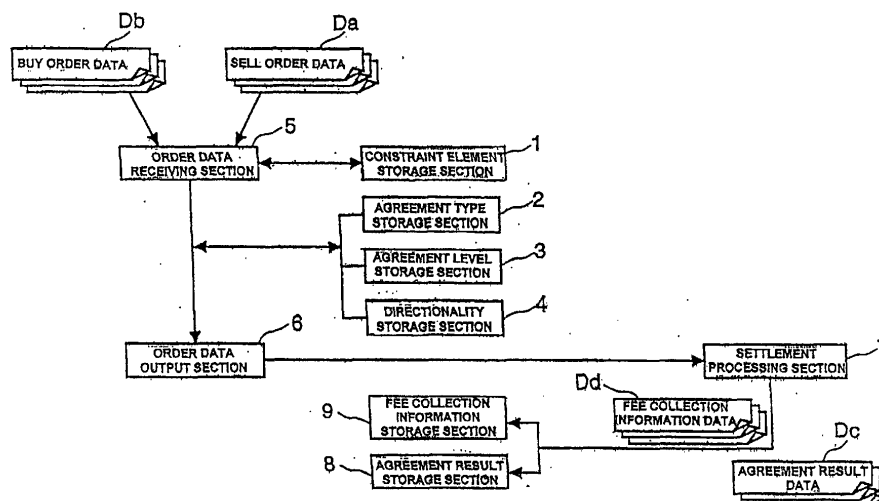 Db
Da
BUY ORDER DATA
SELL ORDER DATA
5
1
ORDER DATA
RECEIVING SECTION
CONSTRAINT ELEMENT
STORAGE SECTION
2
AGREEMENT TYPE
STORAGE SECTION
3
AGREEMENT LEVEL
STORAGE SECTION
4
DIRECTIONALITY
STORAGE SECTION
6
ORDER DATA
OUTPUT SECTION
SETTLEMENT
PROCESSING SECTION
Dd
9
FEE COLLECTION
INFORMATION
STORAGE SECTION
FEE COLLECTION
INFORMATION DATA
Dc
8
AGREEMENT RESULT
STORAGE SECTION
AGREEMENT RESULT
DATA